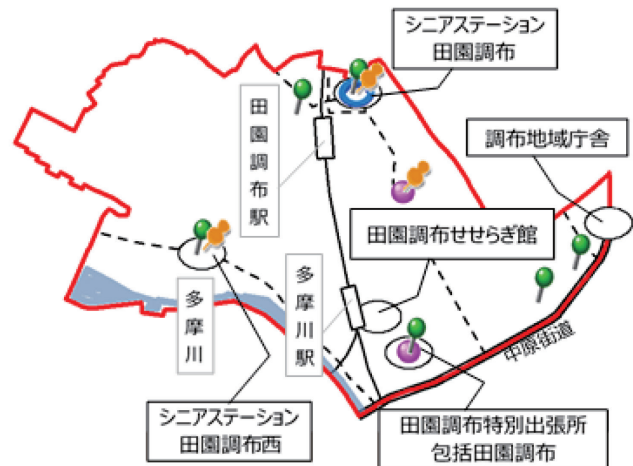 シニアステーション
田園調布
調布地域庁舎
田園調布駅
田園調布せせらぎ館
多摩川
多摩川駅
中原街道
シニアステーション
田園調布西
田園調布特別出張所
包括田園調布